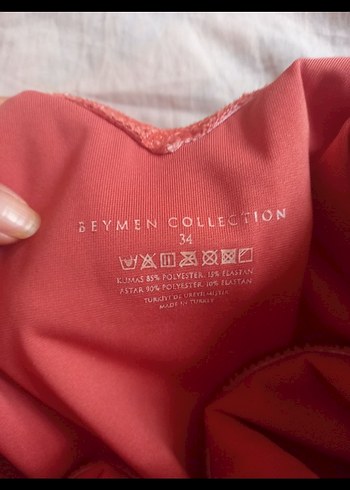 BEYMEN COLLECTION
34
KUMAŞ 85% POLYESTER 15% ELASTAN
ASTAR 90% POLYESTER 10% ELASTAN
TÜRKİYE'DE ÜRETİLMİŞTİR
MADE IN TURKEY